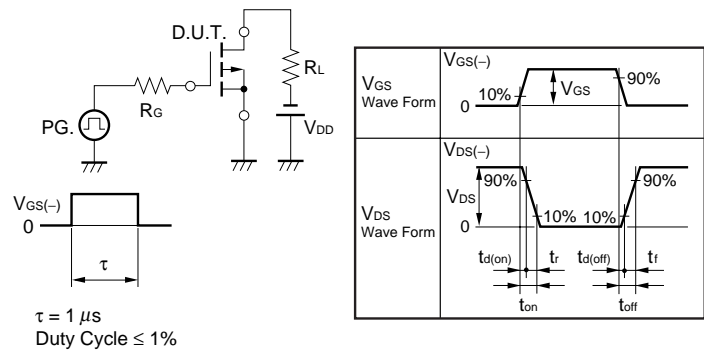 D.U.T.
RL
RG
PG.
VDD
VGS(−)
0
τ
τ = 1 μs
Duty Cycle ≤ 1%
VGS
Wave Form
VGS(−)
10%
0
VGS
90%
VDS
Wave Form
VDS(−)
90%
VDS
0
10% 10%
90%
td(on) tr td(off) tf
ton toff